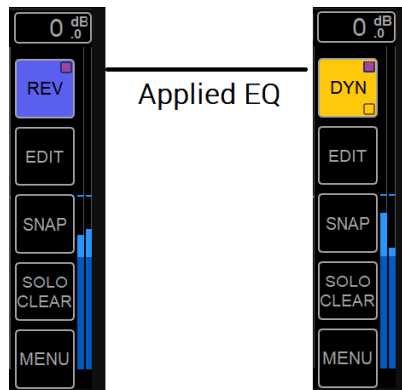 0 dB .0
REV
EDIT
SNAP
SOLO
CLEAR
MENU
Applied EQ
0 dB .0
DYN
EDIT
SNAP
SOLO
CLEAR
MENU